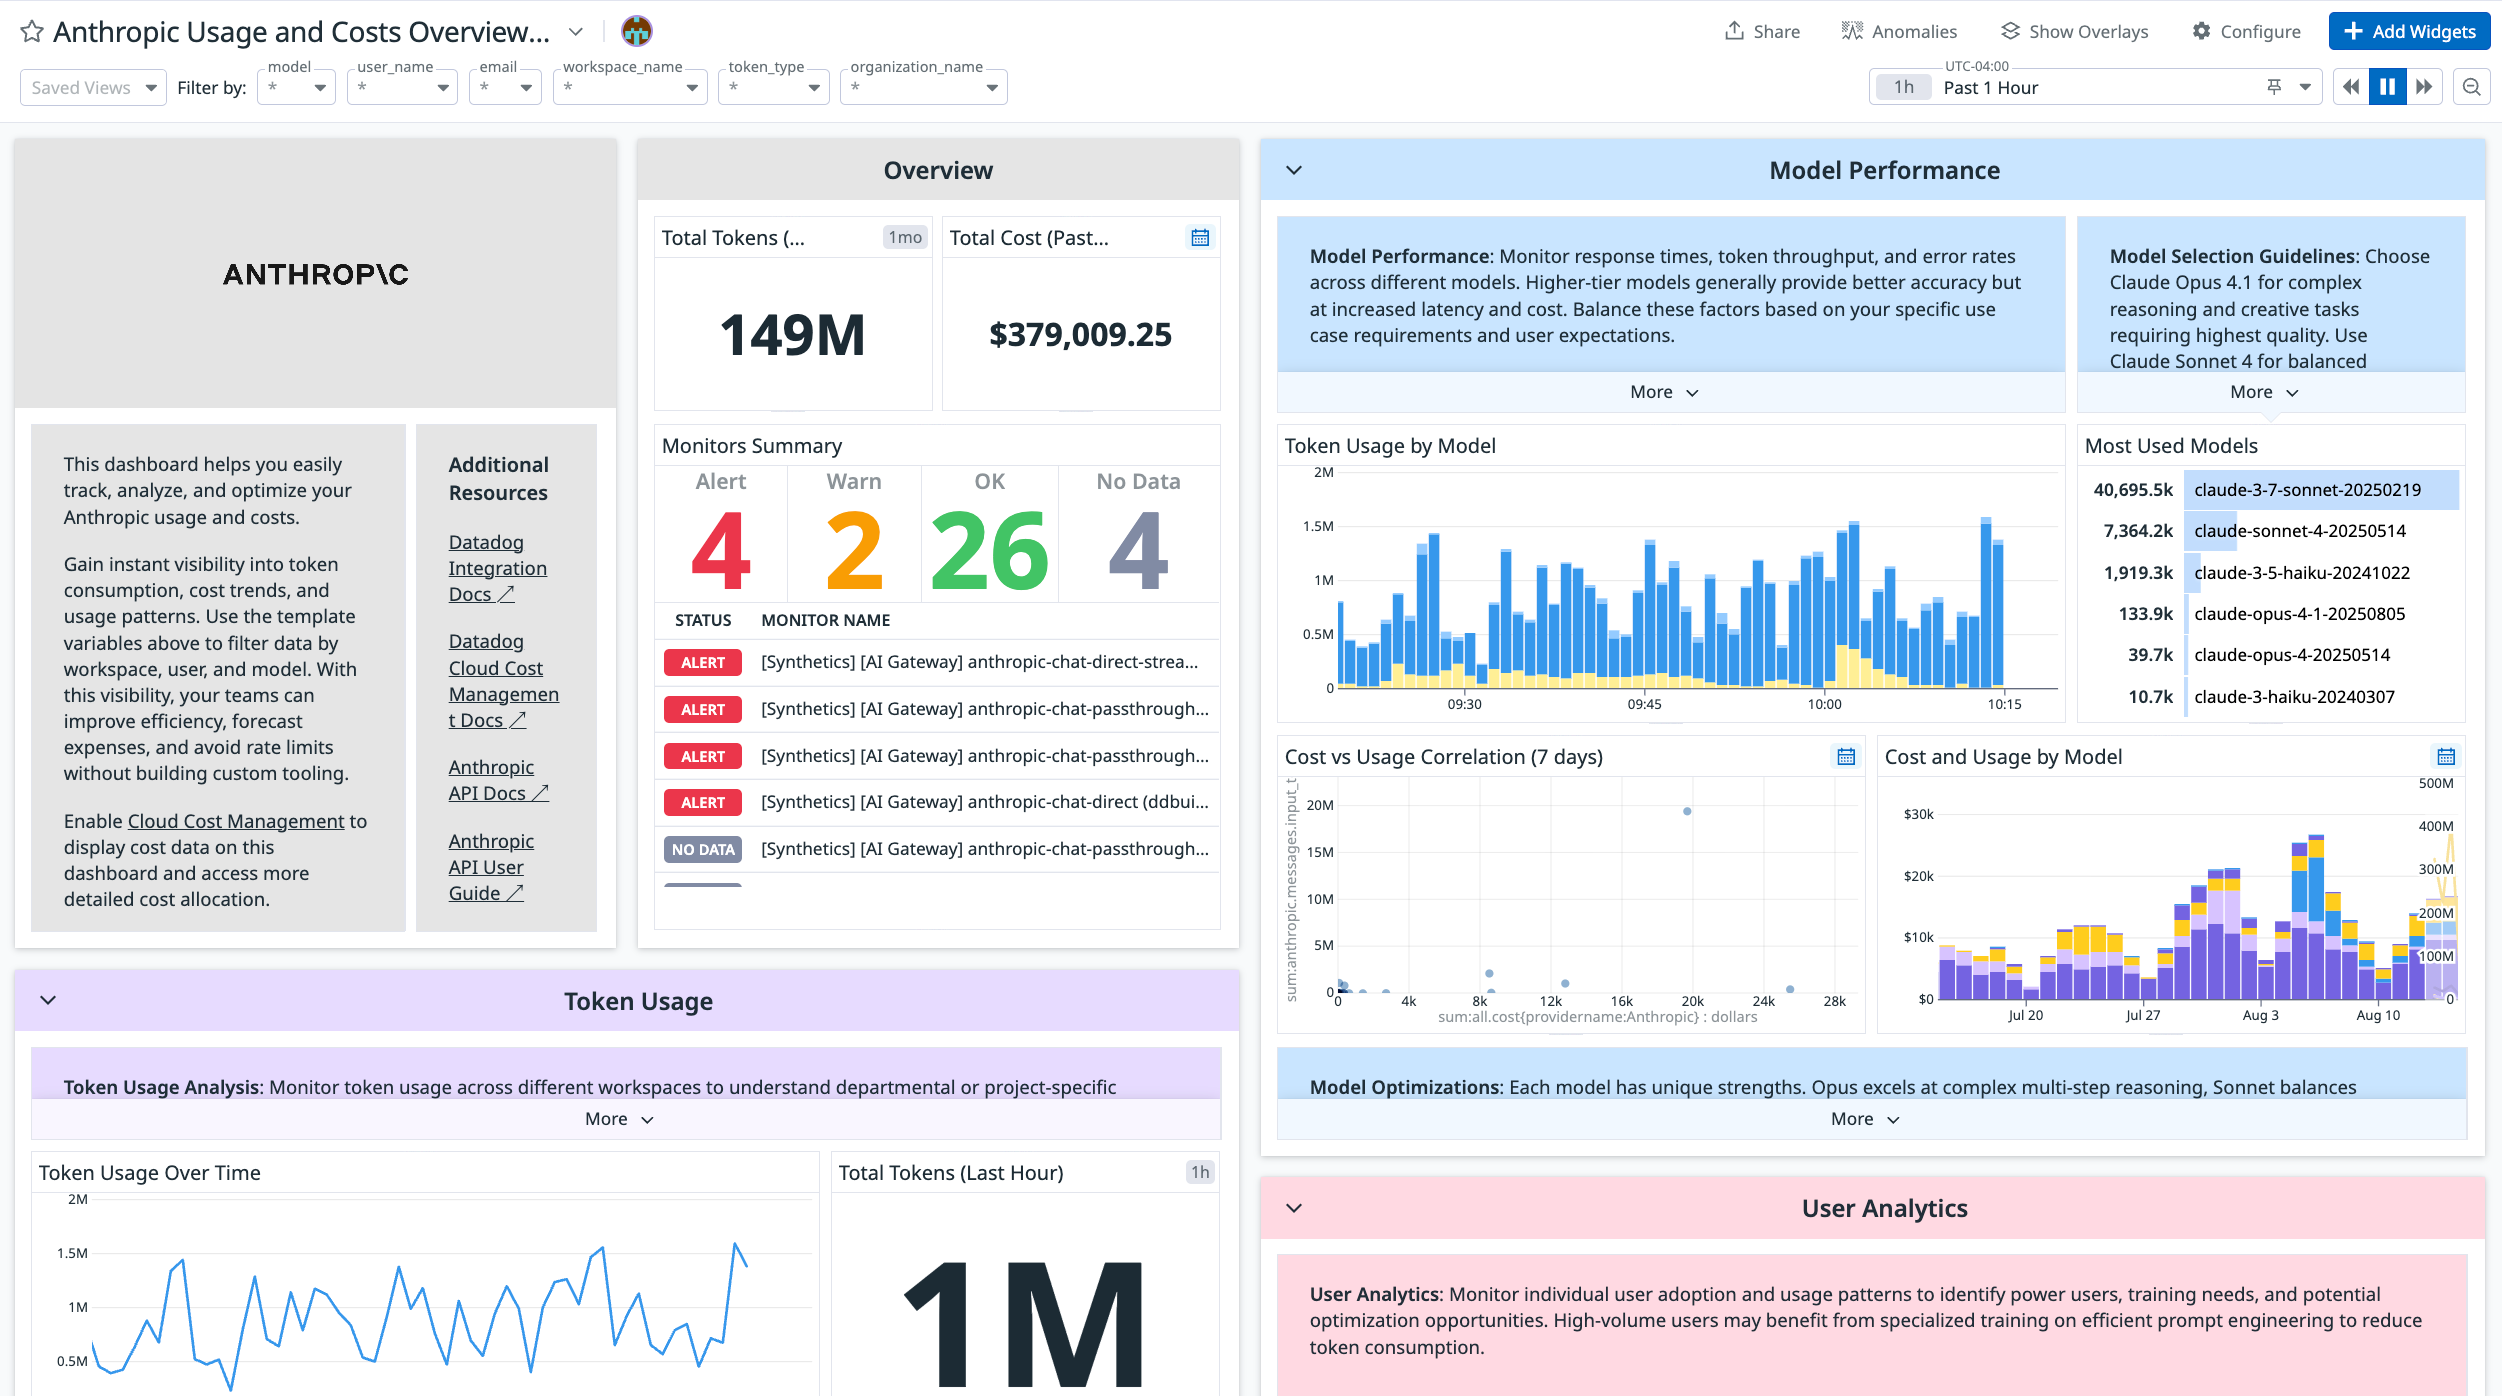 Anthropic Usage and Costs Overview...
Share
Anomalies
Show Overlays
Configure
Add Widgets
Saved Views
Filter by:
model
*
user_name
*
email
*
workspace_name
*
token_type
*
organization_name
*
UTC-04:00
1h
Past 1 Hour
ANTHROP\C
This dashboard helps you easily
track, analyze, and optimize your
Anthropic usage and costs.
Gain instant visibility into token
consumption, cost trends, and
usage patterns. Use the template
variables above to filter data by
workspace, user, and model. With
this visibility, your teams can
improve efficiency, forecast
expenses, and avoid rate limits
without building custom tooling.
Enable Cloud Cost Management to
display cost data on this
dashboard and access more
detailed cost allocation.
Additional
Resources
Datadog
Integration
Docs
Datadog
Cloud Cost
Managemen
t Docs
Anthropic
API Docs
Anthropic
API User
Guide
Overview
Total Tokens (...
1mo
149M
Total Cost (Past...
$379,009.25
Monitors Summary
Alert
Warn
OK
No Data
4
2
26
4
STATUS
MONITOR NAME
ALERT
[Synthetics] [AI Gateway] anthropic-chat-direct-strea...
ALERT
[Synthetics] [AI Gateway] anthropic-chat-passthrough...
ALERT
[Synthetics] [AI Gateway] anthropic-chat-passthrough...
ALERT
[Synthetics] [AI Gateway] anthropic-chat-direct (ddbui...
NO DATA
[Synthetics] [AI Gateway] anthropic-chat-passthrough...
Model Performance
Model Performance: Monitor response times, token throughput, and error rates
across different models. Higher-tier models generally provide better accuracy but
at increased latency and cost. Balance these factors based on your specific use
case requirements and user expectations.
More
Model Selection Guidelines: Choose
Claude Opus 4.1 for complex
reasoning and creative tasks
requiring highest quality. Use
Claude Sonnet 4 for balanced
More
Token Usage by Model
2M
1.5M
1M
0.5M
0
09:30
09:45
10:00
10:15
Most Used Models
40,695.5k claude-3-7-sonnet-20250219
7,364.2k claude-sonnet-4-20250514
1,919.3k claude-3-5-haiku-20241022
133.9k claude-opus-4-1-20250805
39.7k claude-opus-4-20250514
10.7k claude-3-haiku-20240307
Cost vs Usage Correlation (7 days)
sum:anthropic.messages.input_t
20M
15M
10M
5M
0
0
4k
8k
12k
16k
20k
24k
28k
sum:all.cost{providername:Anthropic} : dollars
Cost and Usage by Model
$30k
$20k
$10k
$0
500M
400M
300M
200M
100M
0
Jul 20
Jul 27
Aug 3
Aug 10
Model Optimizations: Each model has unique strengths. Opus excels at complex multi-step reasoning, Sonnet balances
More
Token Usage
Token Usage Analysis: Monitor token usage across different workspaces to understand departmental or project-specific
More
Token Usage Over Time
2M
1.5M
1M
0.5M
Total Tokens (Last Hour)
1h
1M
User Analytics
User Analytics: Monitor individual user adoption and usage patterns to identify power users, training needs, and potential
optimization opportunities. High-volume users may benefit from specialized training on efficient prompt engineering to reduce
token consumption.